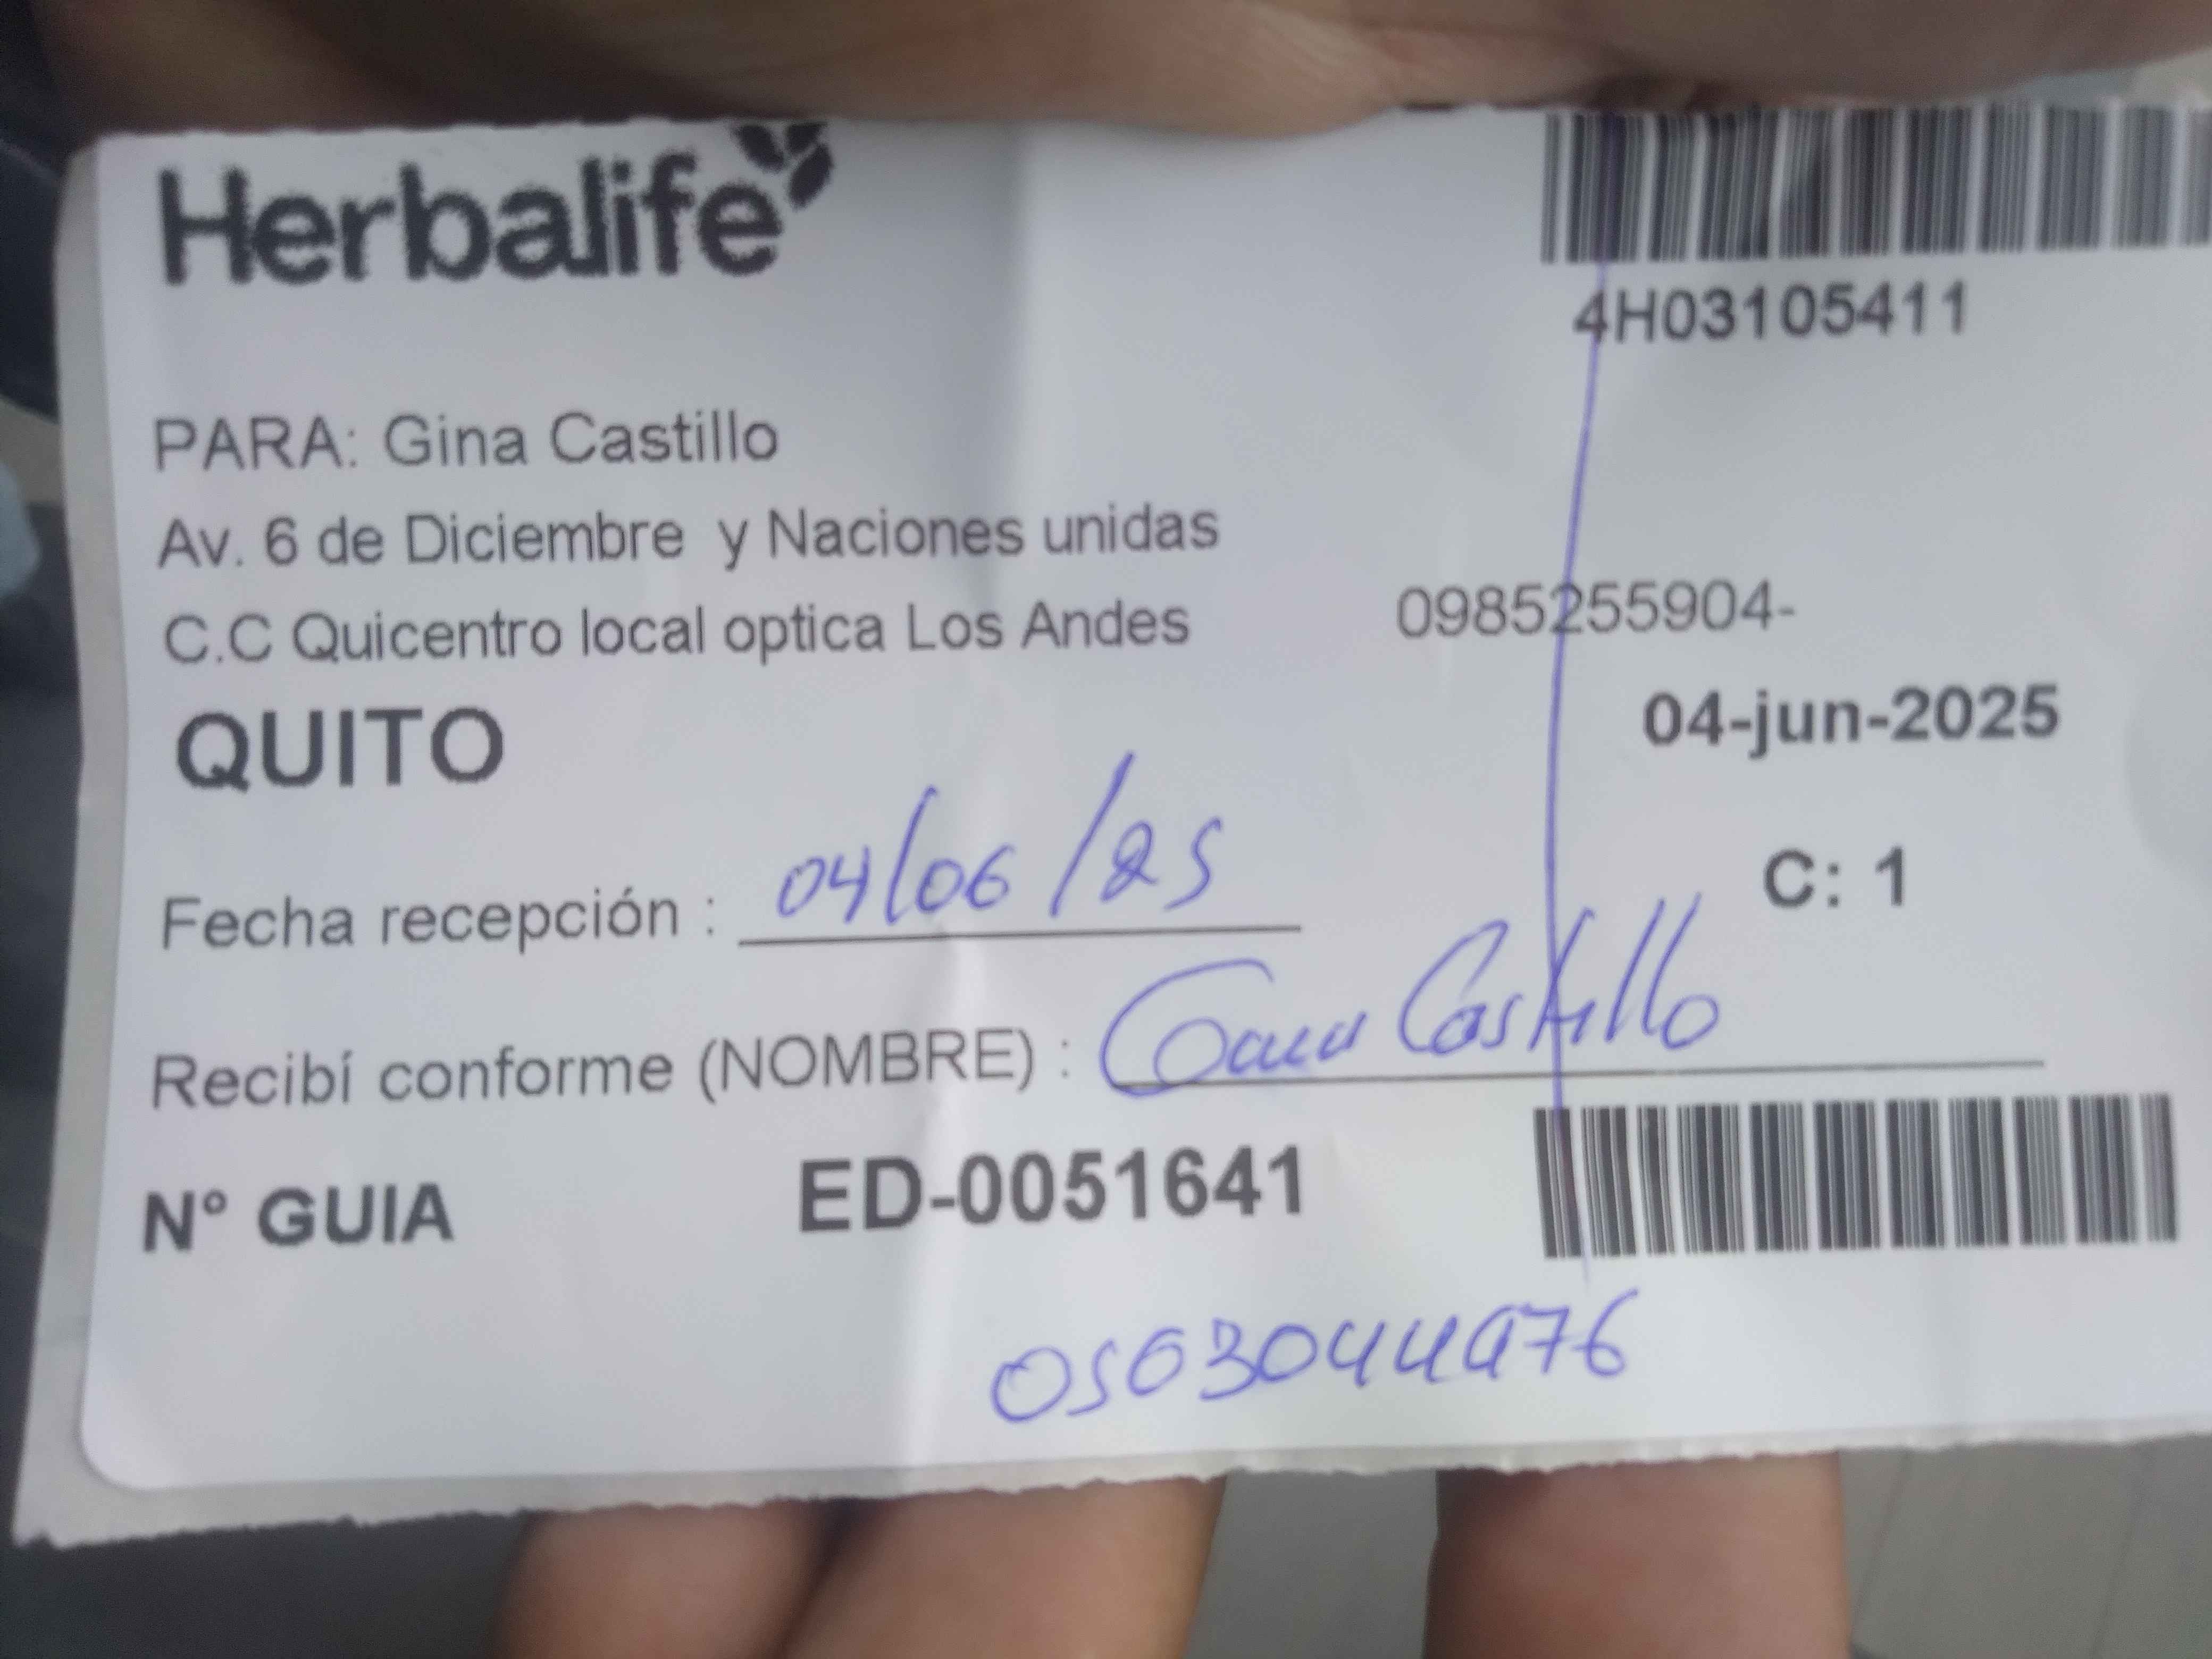 Herbalife
4H03105411
PARA: Gina Castillo
Av. 6 de Diciembre y Naciones unidas
C.C Quicentro local optica Los Andes 0985255904-
QUITO 04-jun-2025
Fecha recepción : 04/06/25
C: 1
Recibí conforme (NOMBRE) : Castillo
N° GUIA ED-0051641